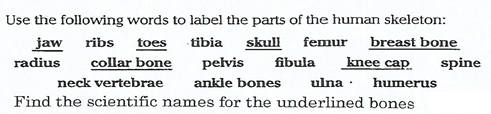 Use the following words to label the parts of the human skeleton:
jaw ribs toes tibia skull femur breast bone
radius collar bone pelvis fibula knee cap spine
neck vertebrae ankle bones ulna · humerus
Find the scientific names for the underlined bones